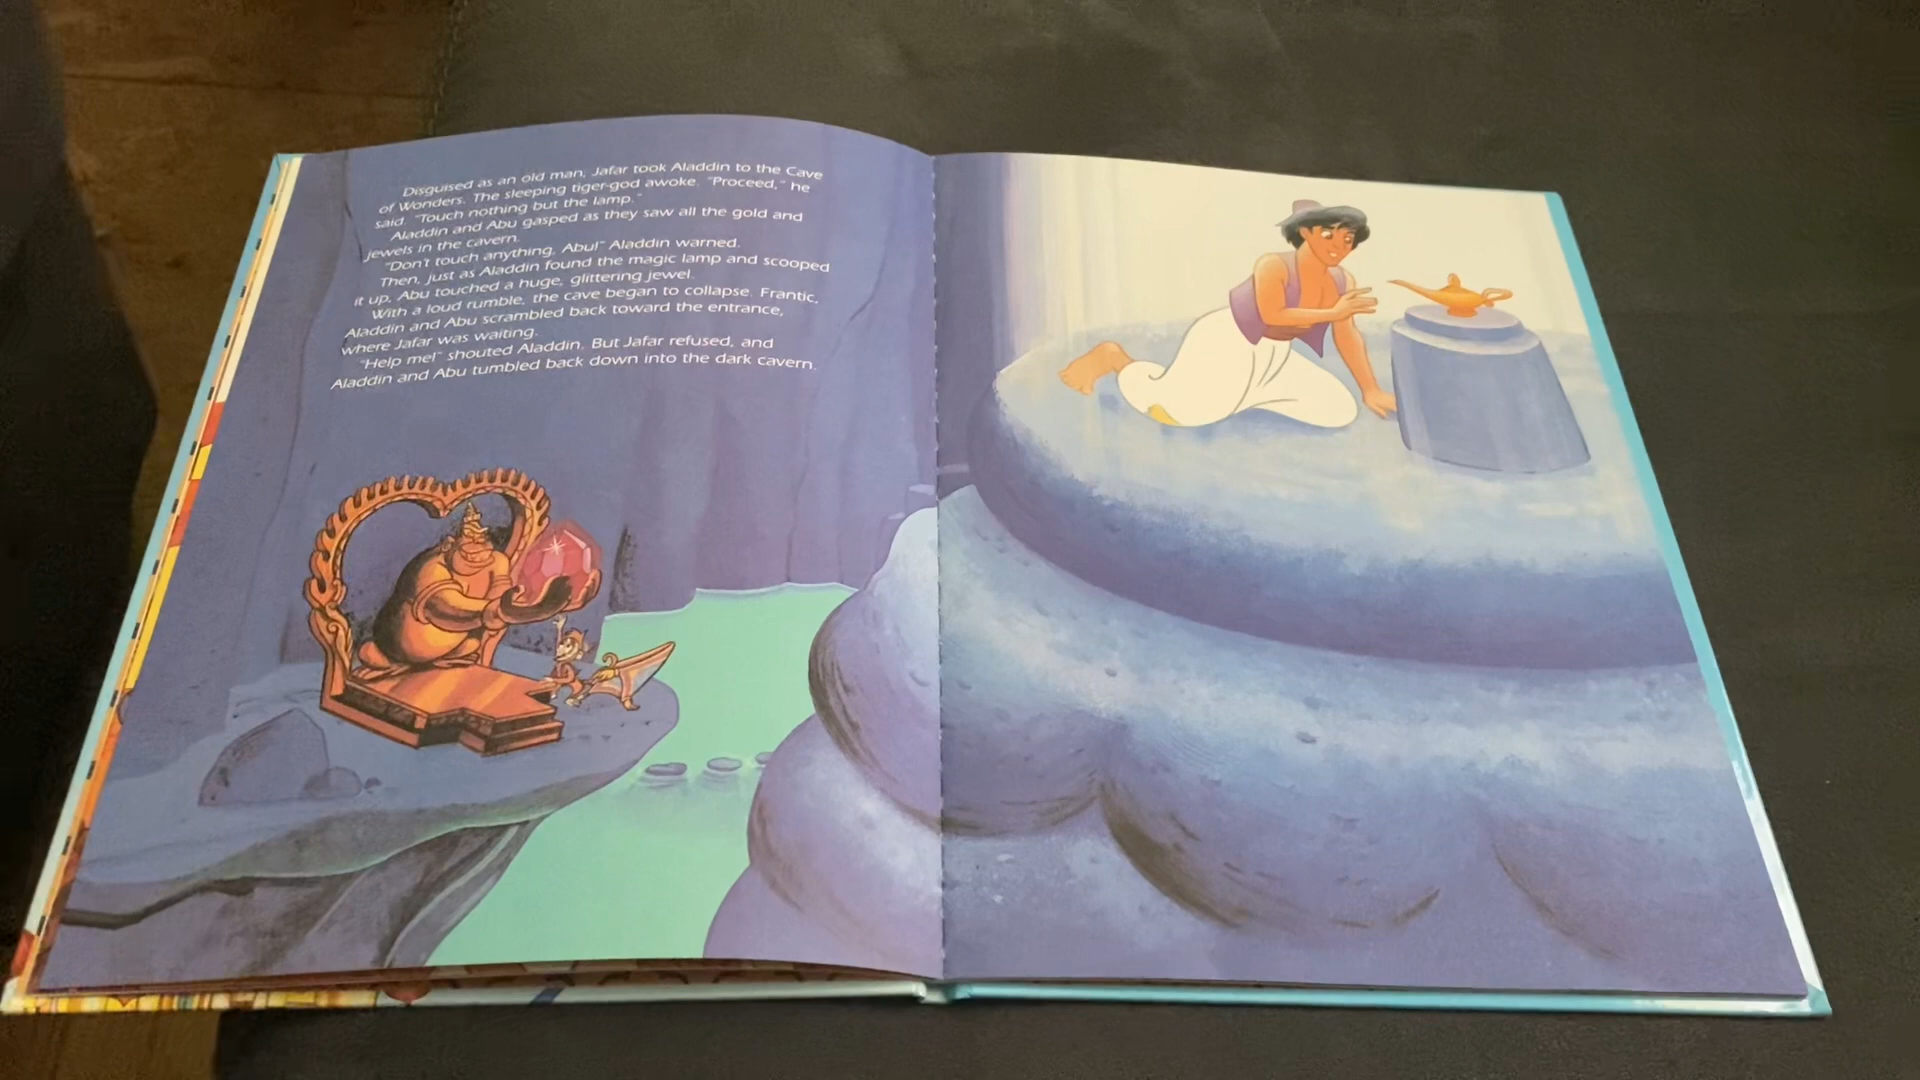 Disguised as an old man, Jafar took Aladdin to the Cave
of Wonders. The sleeping tiger-god awoke. "Proceed," he
said. "Touch nothing but the lamp."
Aladdin and Abu gasped as they saw all the gold and
jewels in the cavern.
"Don't touch anything, Abu!" Aladdin warned.
Then, just as Aladdin found the magic lamp and scooped
it up, Abu touched a huge, glittering jewel.
With a loud rumble, the cave began to collapse. Frantic,
Aladdin and Abu scrambled back toward the entrance,
where Jafar was waiting.
"Help me!" shouted Aladdin. But Jafar refused, and
Aladdin and Abu tumbled back down into the dark cavern.